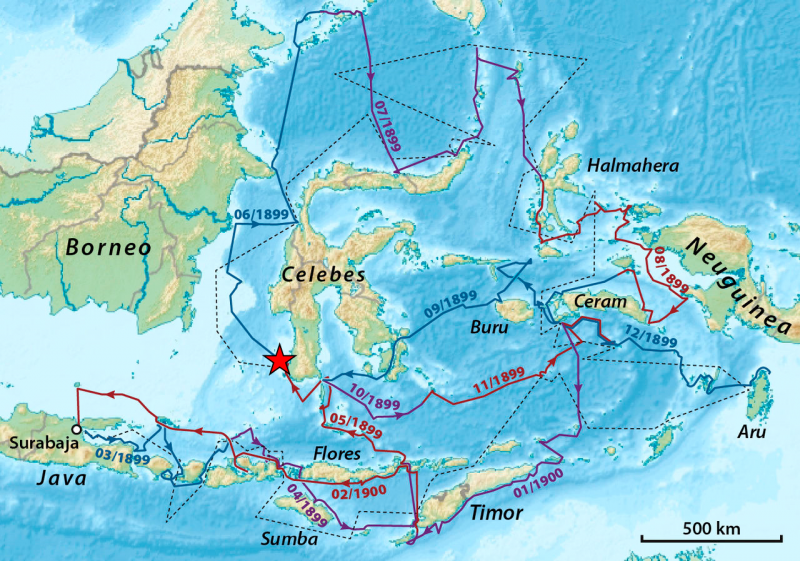 07/1899
Halmahera
06/1899
Borneo
Celebes
Neuguinea
08/1899
09/1899
Buru
Ceram
12/1899
10/1899
11/1899
05/1899
Aru
Surabaja
03/1899
Java
Flores
02/1900
04/1899
01/1900
Timor
Sumba
500 km